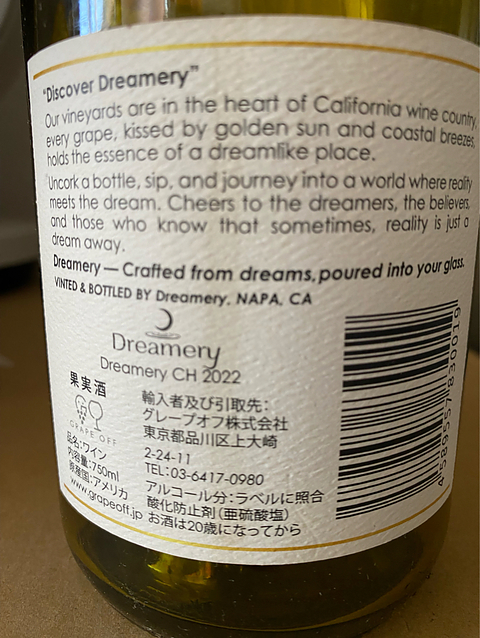 "Discover Dreamery"
Our vineyards are in the heart of California wine country,
every grape, kissed by golden sun and coastal breezes,
holds the essence of a dreamlike place.
Uncork a bottle, sip, and journey into a world where reality
meets the dream. Cheers to the dreamers, the believers,
and those who know that sometimes, reality is just a
dream away.
Dreamery — Crafted from dreams, poured into your glass.
VINTED & BOTTLED BY Dreamery, NAPA, CA
Dreamery
Dreamery CH 2022
果実酒
GRAPE OFF
品名:ワイン
内容量:750ml
原産国:アメリカ
www.grapeoff.jp
輸入者及び引取先:
グレープオフ株式会社
東京都品川区上大崎
2-24-11
TEL:03-6417-0980
アルコール分:ラベルに照合
酸化防止剤(亜硫酸塩)
お酒は20歳になってから
4 589557 830019